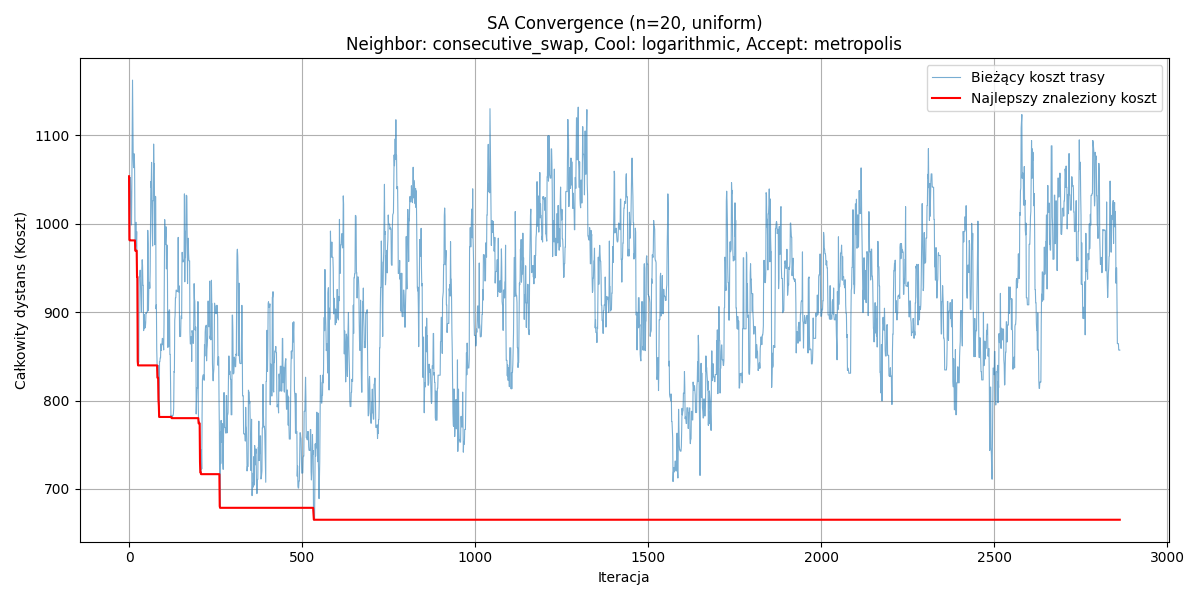 SA Convergence (n=20, uniform)
Neighbor: consecutive_swap, Cool: logarithmic, Accept: metropolis
Bieżący koszt trasy
Najlepszy znaleziony koszt
Całkowity dystans (Koszt)
1100
1000
900
800
700
0
500
1000
1500
2000
2500
3000
Iteracja